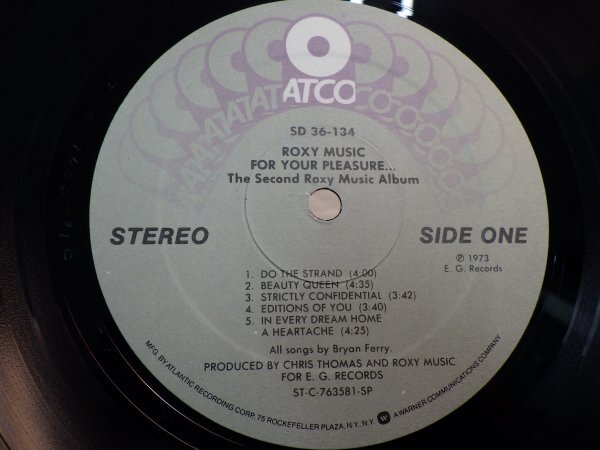 ATCO
SD 36-134
ROXY MUSIC
FOR YOUR PLEASURE...
The Second Roxy Music Album
STEREO
SIDE ONE
℗ 1973
E. G. Records
1. DO THE STRAND (4:00)
2. BEAUTY QUEEN (4:35)
3. STRICTLY CONFIDENTIAL (3:42)
4. EDITIONS OF YOU (3:40)
5. IN EVERY DREAM HOME
A HEARTACHE (4:25)
All songs by Bryan Ferry.
PRODUCED BY CHRIS THOMAS AND ROXY MUSIC
FOR E. G. RECORDS
ST-C-763581-SP
MFG BY ATLANTIC RECORDING CORP. 75 ROCKEFELLER PLAZA, N.Y., N.Y. A WARNER COMMUNICATIONS COMPANY